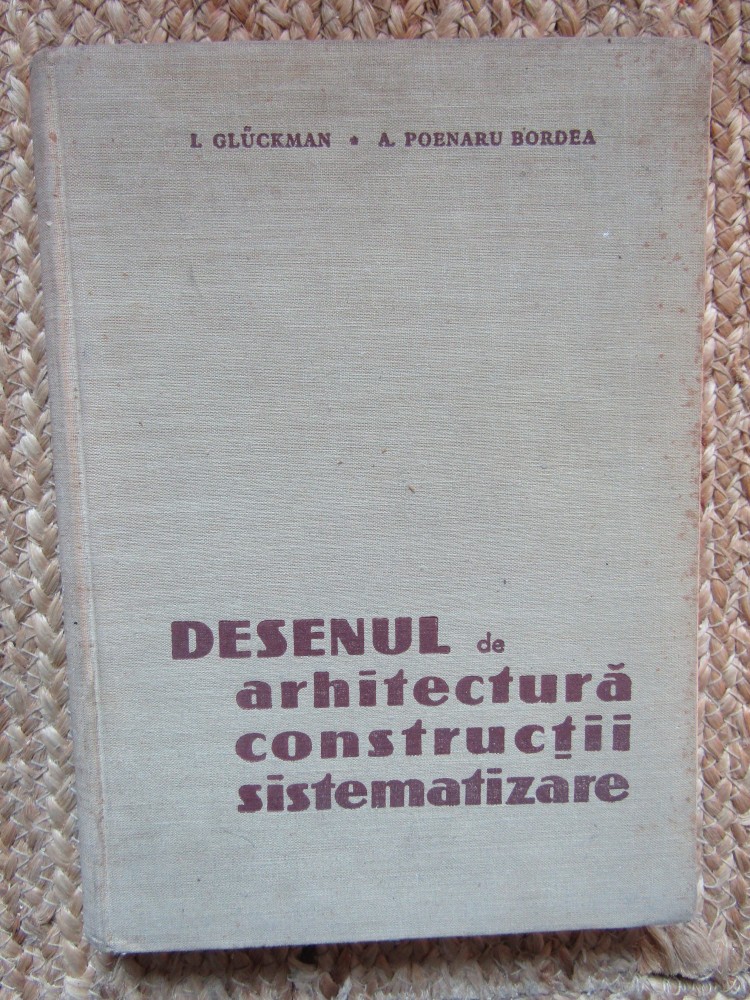 I. GLÜCKMAN * A. POENARU BORDEA
DESENUL de
arhitectură
construcții
sistematizare